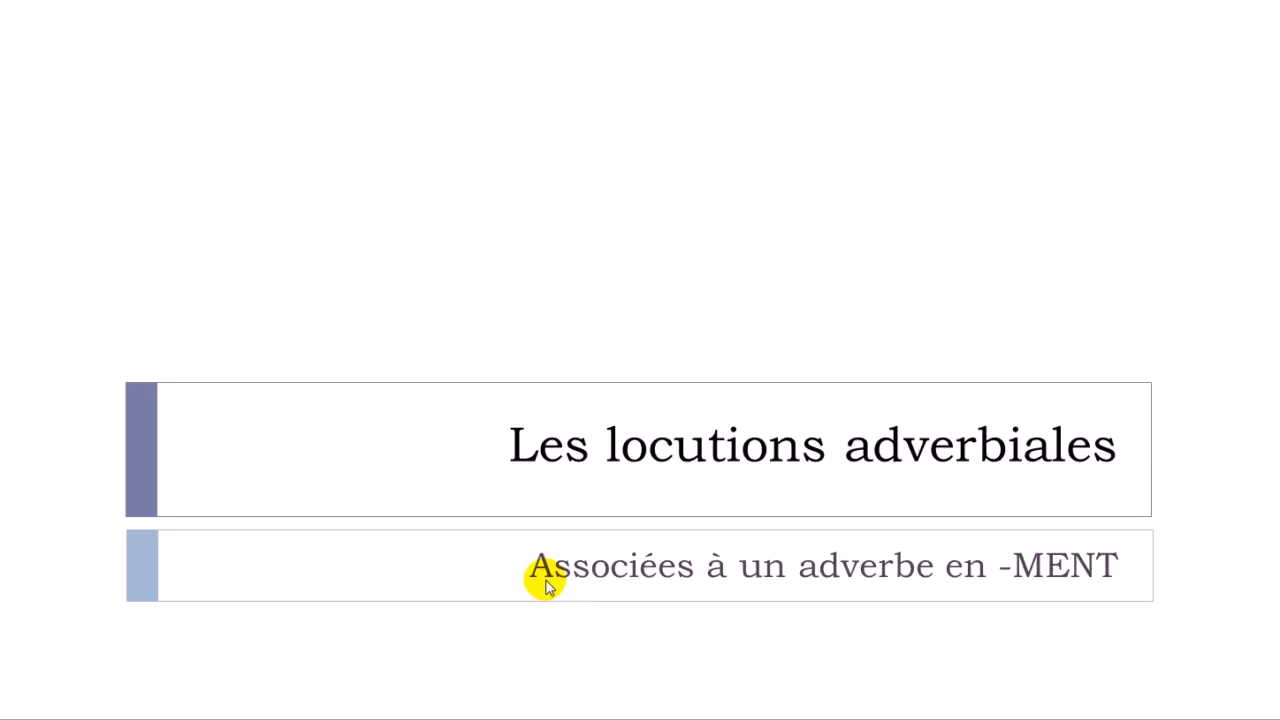 Les locutions adverbiales
Associées à un adverbe en -MENT